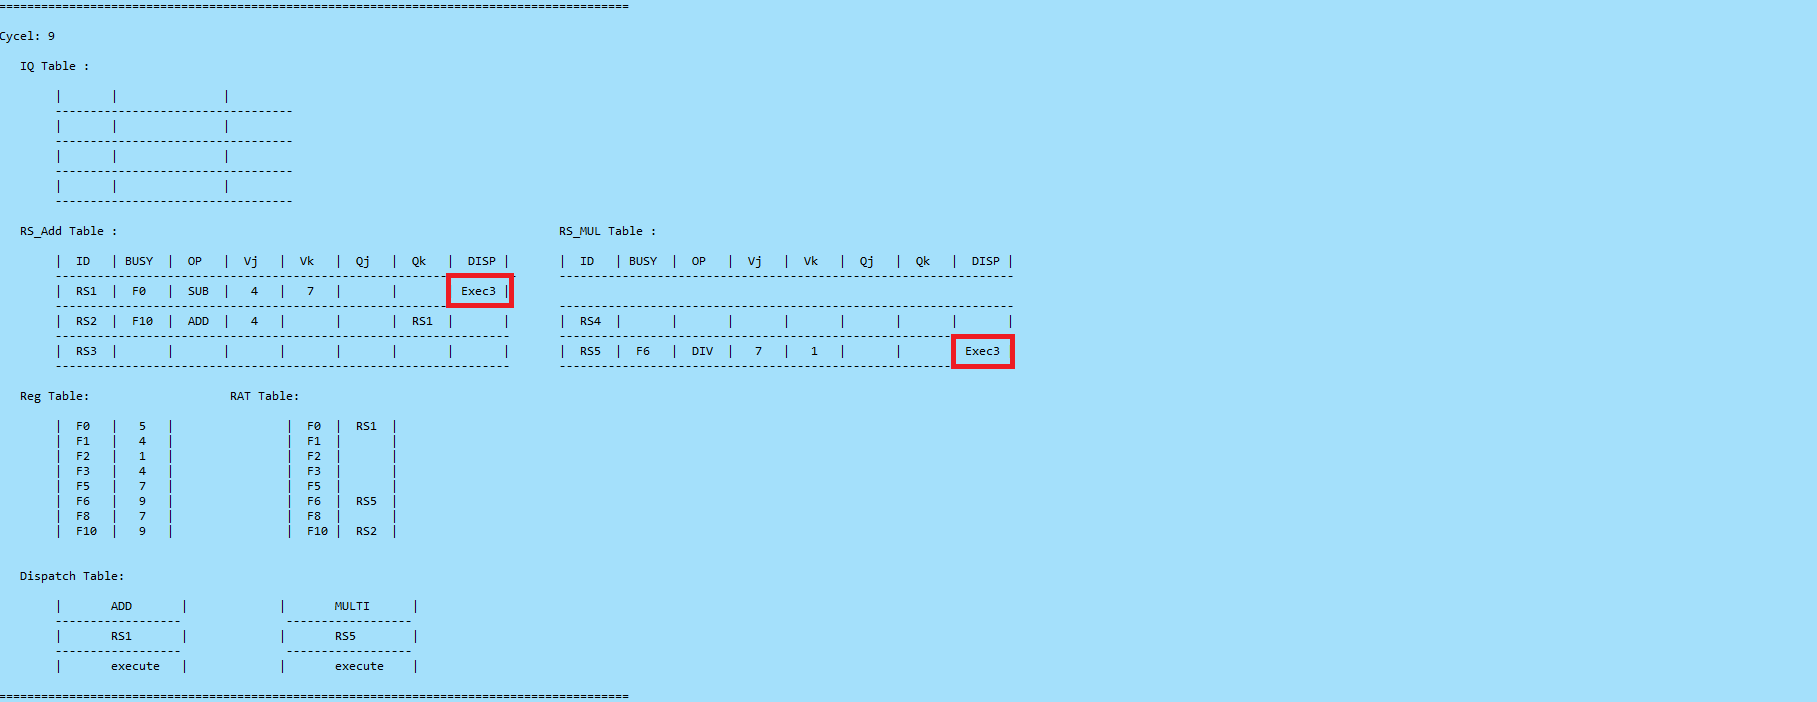 ==========================================================================================
Cycel: 9
IQ Table :
|       |               |
----------------------------------
|       |               |
----------------------------------
|       |               |
----------------------------------
|       |               |
----------------------------------
RS_Add Table :                                                               RS_MUL Table :
|  ID   | BUSY  |  OP   |  Vj   |  Vk   |  Qj   |  Qk   |  DISP |       |  ID   | BUSY  |  OP   |  Vj   |  Vk   |  Qj   |  Qk   |  DISP |
|  RS1  |  F0   |  SUB  |   4   |   7   |       |       | Exec3 |
|  RS2  |  F10  |  ADD  |   4   |       |       |  RS1  |       |       |  RS4  |       |       |       |       |       |       |       |
|  RS3  |       |       |       |       |       |       |       |       |  RS5  |  F6   |  DIV  |   7   |   1   |       |       | Exec3
Reg Table:                    RAT Table:
|  F0   |   5   |                |  F0  |  RS1  |
|  F1   |   4   |                |  F1  |       |
|  F2   |   1   |                |  F2  |       |
|  F3   |   4   |                |  F3  |       |
|  F5   |   7   |                |  F5  |       |
|  F6   |   9   |                |  F6  |  RS5  |
|  F8   |   7   |                |  F8  |       |
|  F10  |   9   |                |  F10 |  RS2  |
Dispatch Table:
|       ADD       |             |       MULTI      |
------------------               ------------------
|       RS1       |             |       RS5        |
------------------               ------------------
|       execute   |             |       execute    |
==========================================================================================